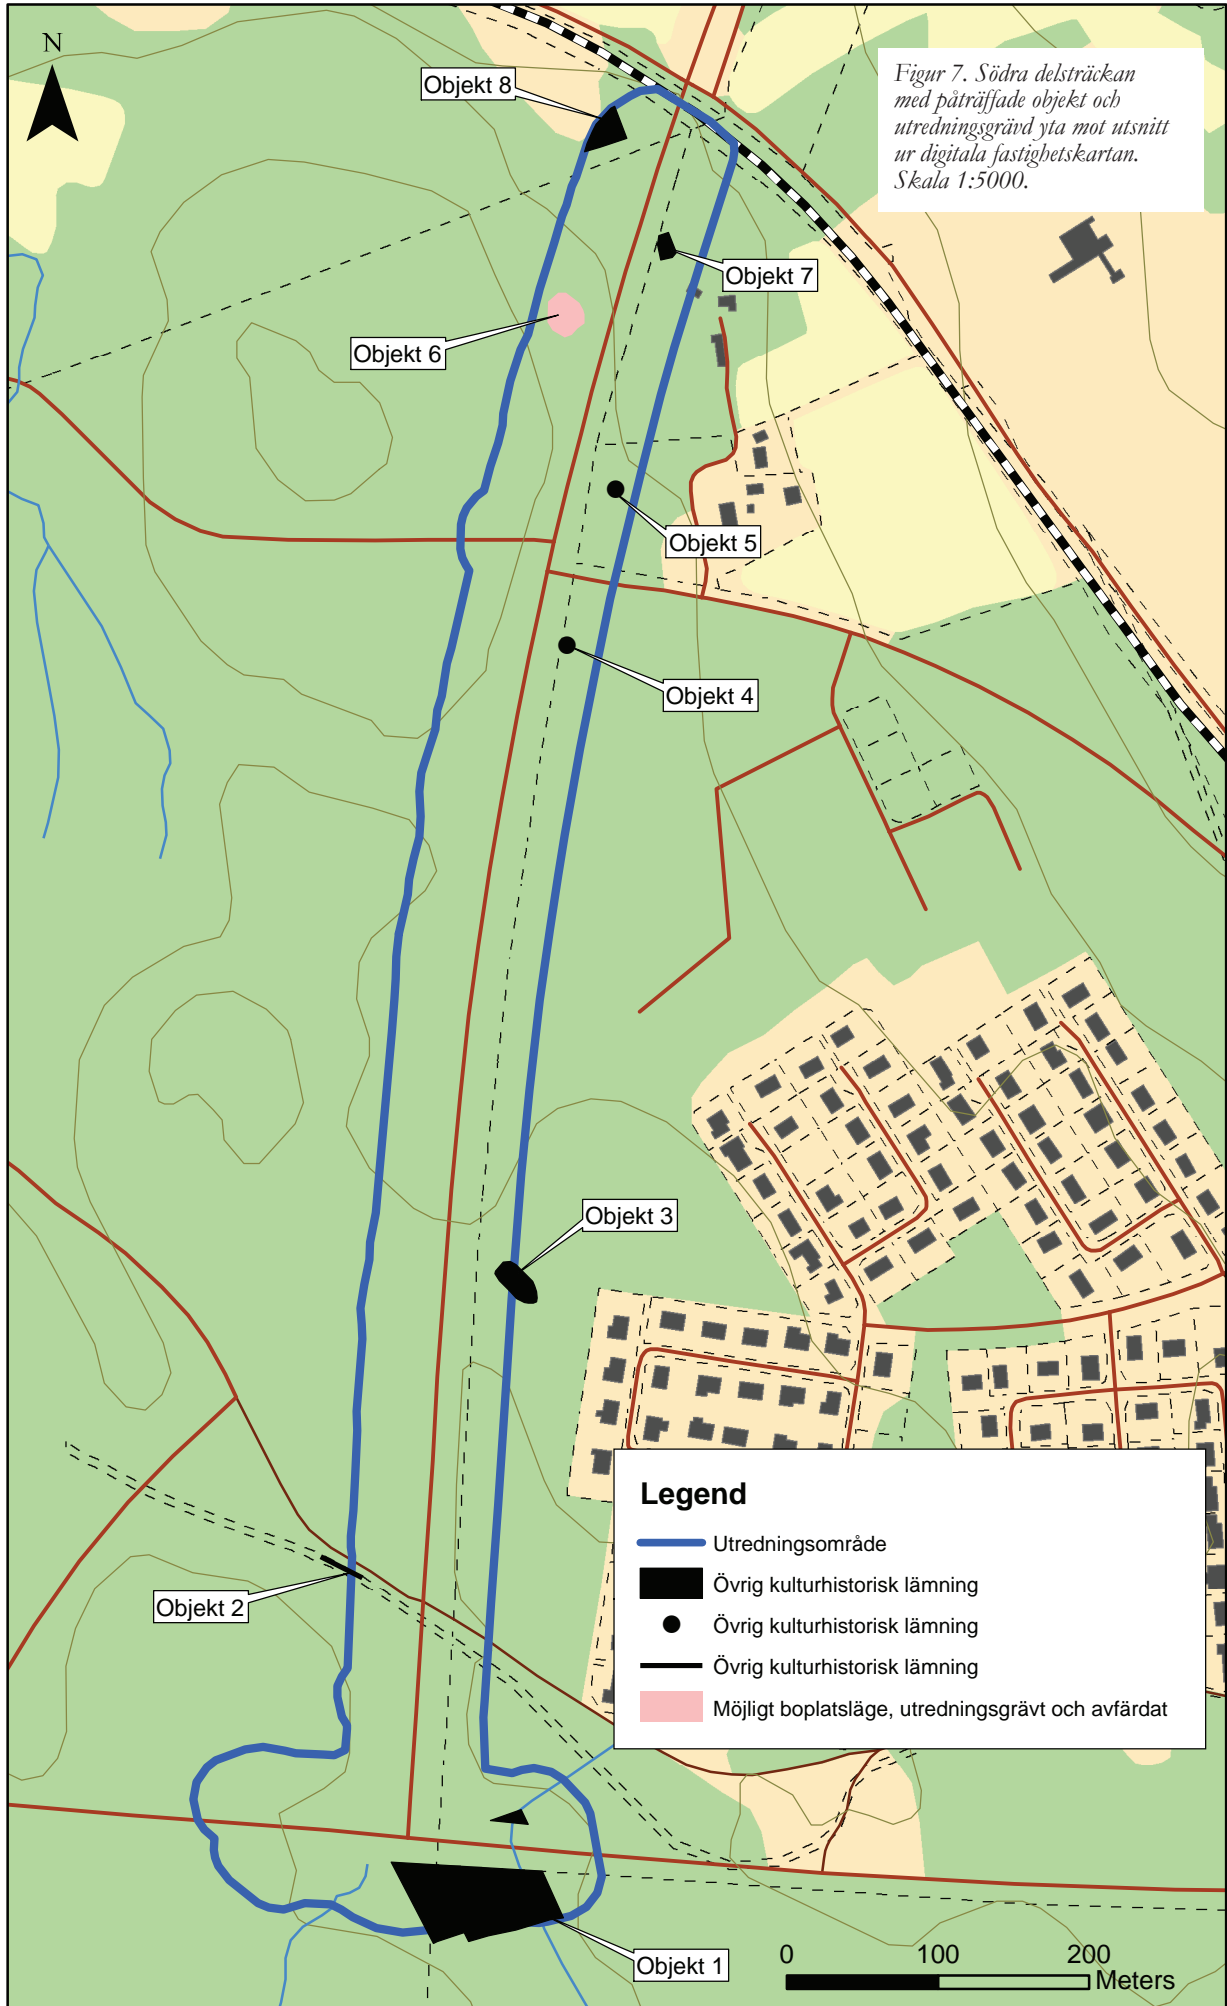 N
Figur 7. Södra delsträckan
med påträffade objekt och
utredningsgrävd yta mot utsnitt
ur digitala fastighetskartan.
Skala 1:5000.
Objekt 8
Objekt 7
Objekt 6
Objekt 5
Objekt 4
Objekt 3
Legend
Utredningsområde
Övrig kulturhistorisk lämning
Övrig kulturhistorisk lämning
Övrig kulturhistorisk lämning
Möjligt boplatsläge, utredningsgrävt och avfärdat
Objekt 2
Objekt 1
0 100 200
Meters